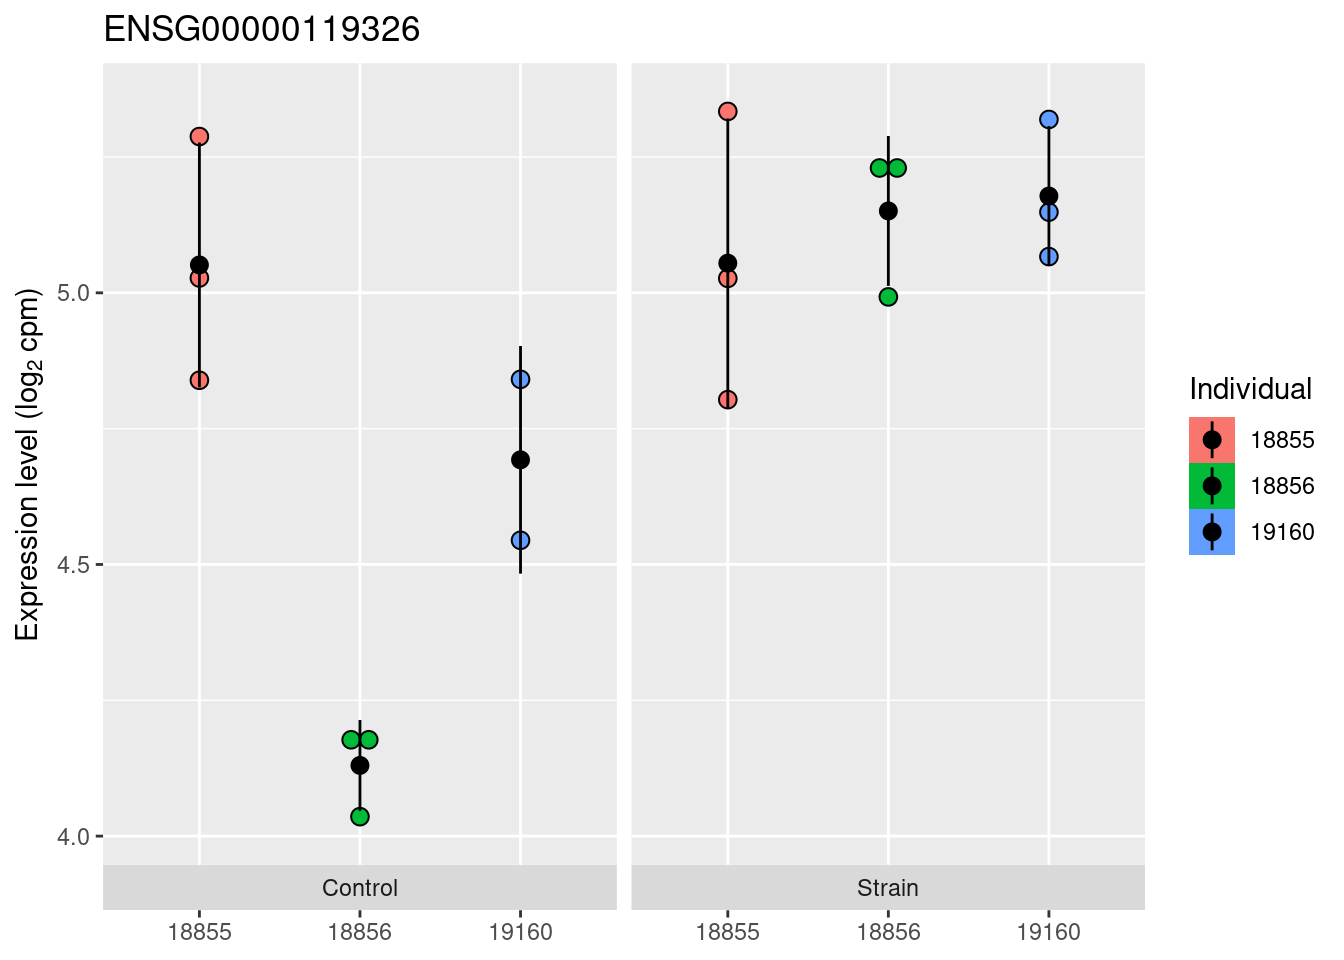 ENSG00000119326
Expression level (log₂ cpm)
5.0
4.5
4.0
Control
Strain
18855
18856
19160
18855
18856
19160
Individual
18855
18856
19160